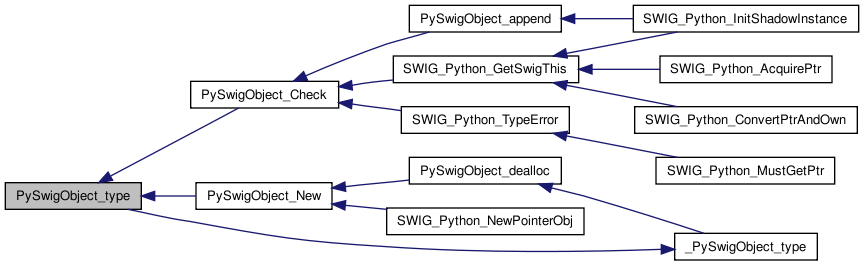 PySwigObject_append
SWIG_Python_InitShadowInstance
SWIG_Python_GetSwigThis
SWIG_Python_AcquirePtr
PySwigObject_Check
SWIG_Python_TypeError
SWIG_Python_ConvertPtrAndOwn
PySwigObject_dealloc
SWIG_Python_MustGetPtr
PySwigObject_type
PySwigObject_New
SWIG_Python_NewPointerObj
_PySwigObject_type